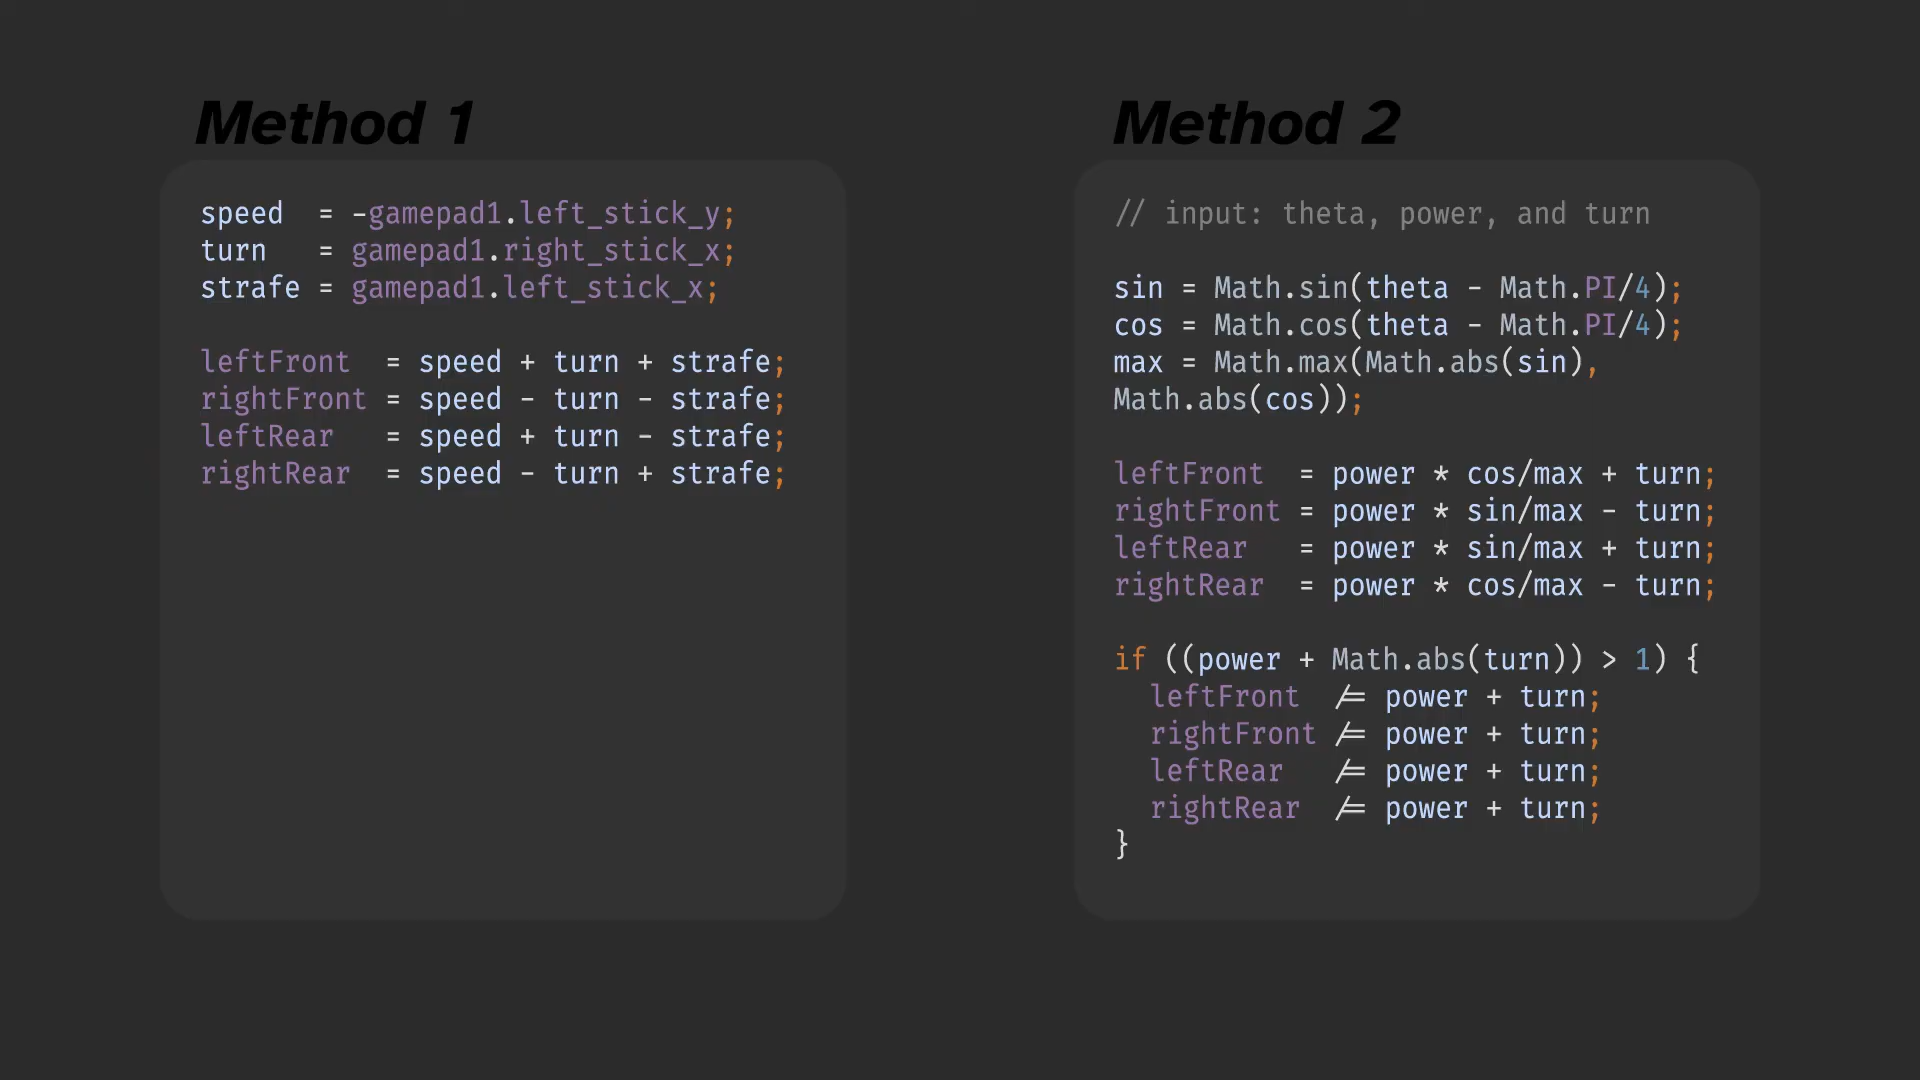 Method 1
speed  = -gamepad1.left_stick_y;
turn   = gamepad1.right_stick_x;
strafe = gamepad1.left_stick_x;
leftFront  = speed + turn + strafe;
rightFront = speed - turn - strafe;
leftRear   = speed + turn - strafe;
rightRear  = speed - turn + strafe;
Method 2
// input: theta, power, and turn
sin = Math.sin(theta - Math.PI/4);
cos = Math.cos(theta - Math.PI/4);
max = Math.max(Math.abs(sin),
Math.abs(cos));
leftFront  = power * cos/max + turn;
rightFront = power * sin/max - turn;
leftRear   = power * sin/max + turn;
rightRear  = power * cos/max - turn;
if ((power + Math.abs(turn)) > 1) {
leftFront  /= power + turn;
rightFront /= power + turn;
leftRear   /= power + turn;
rightRear  /= power + turn;
}